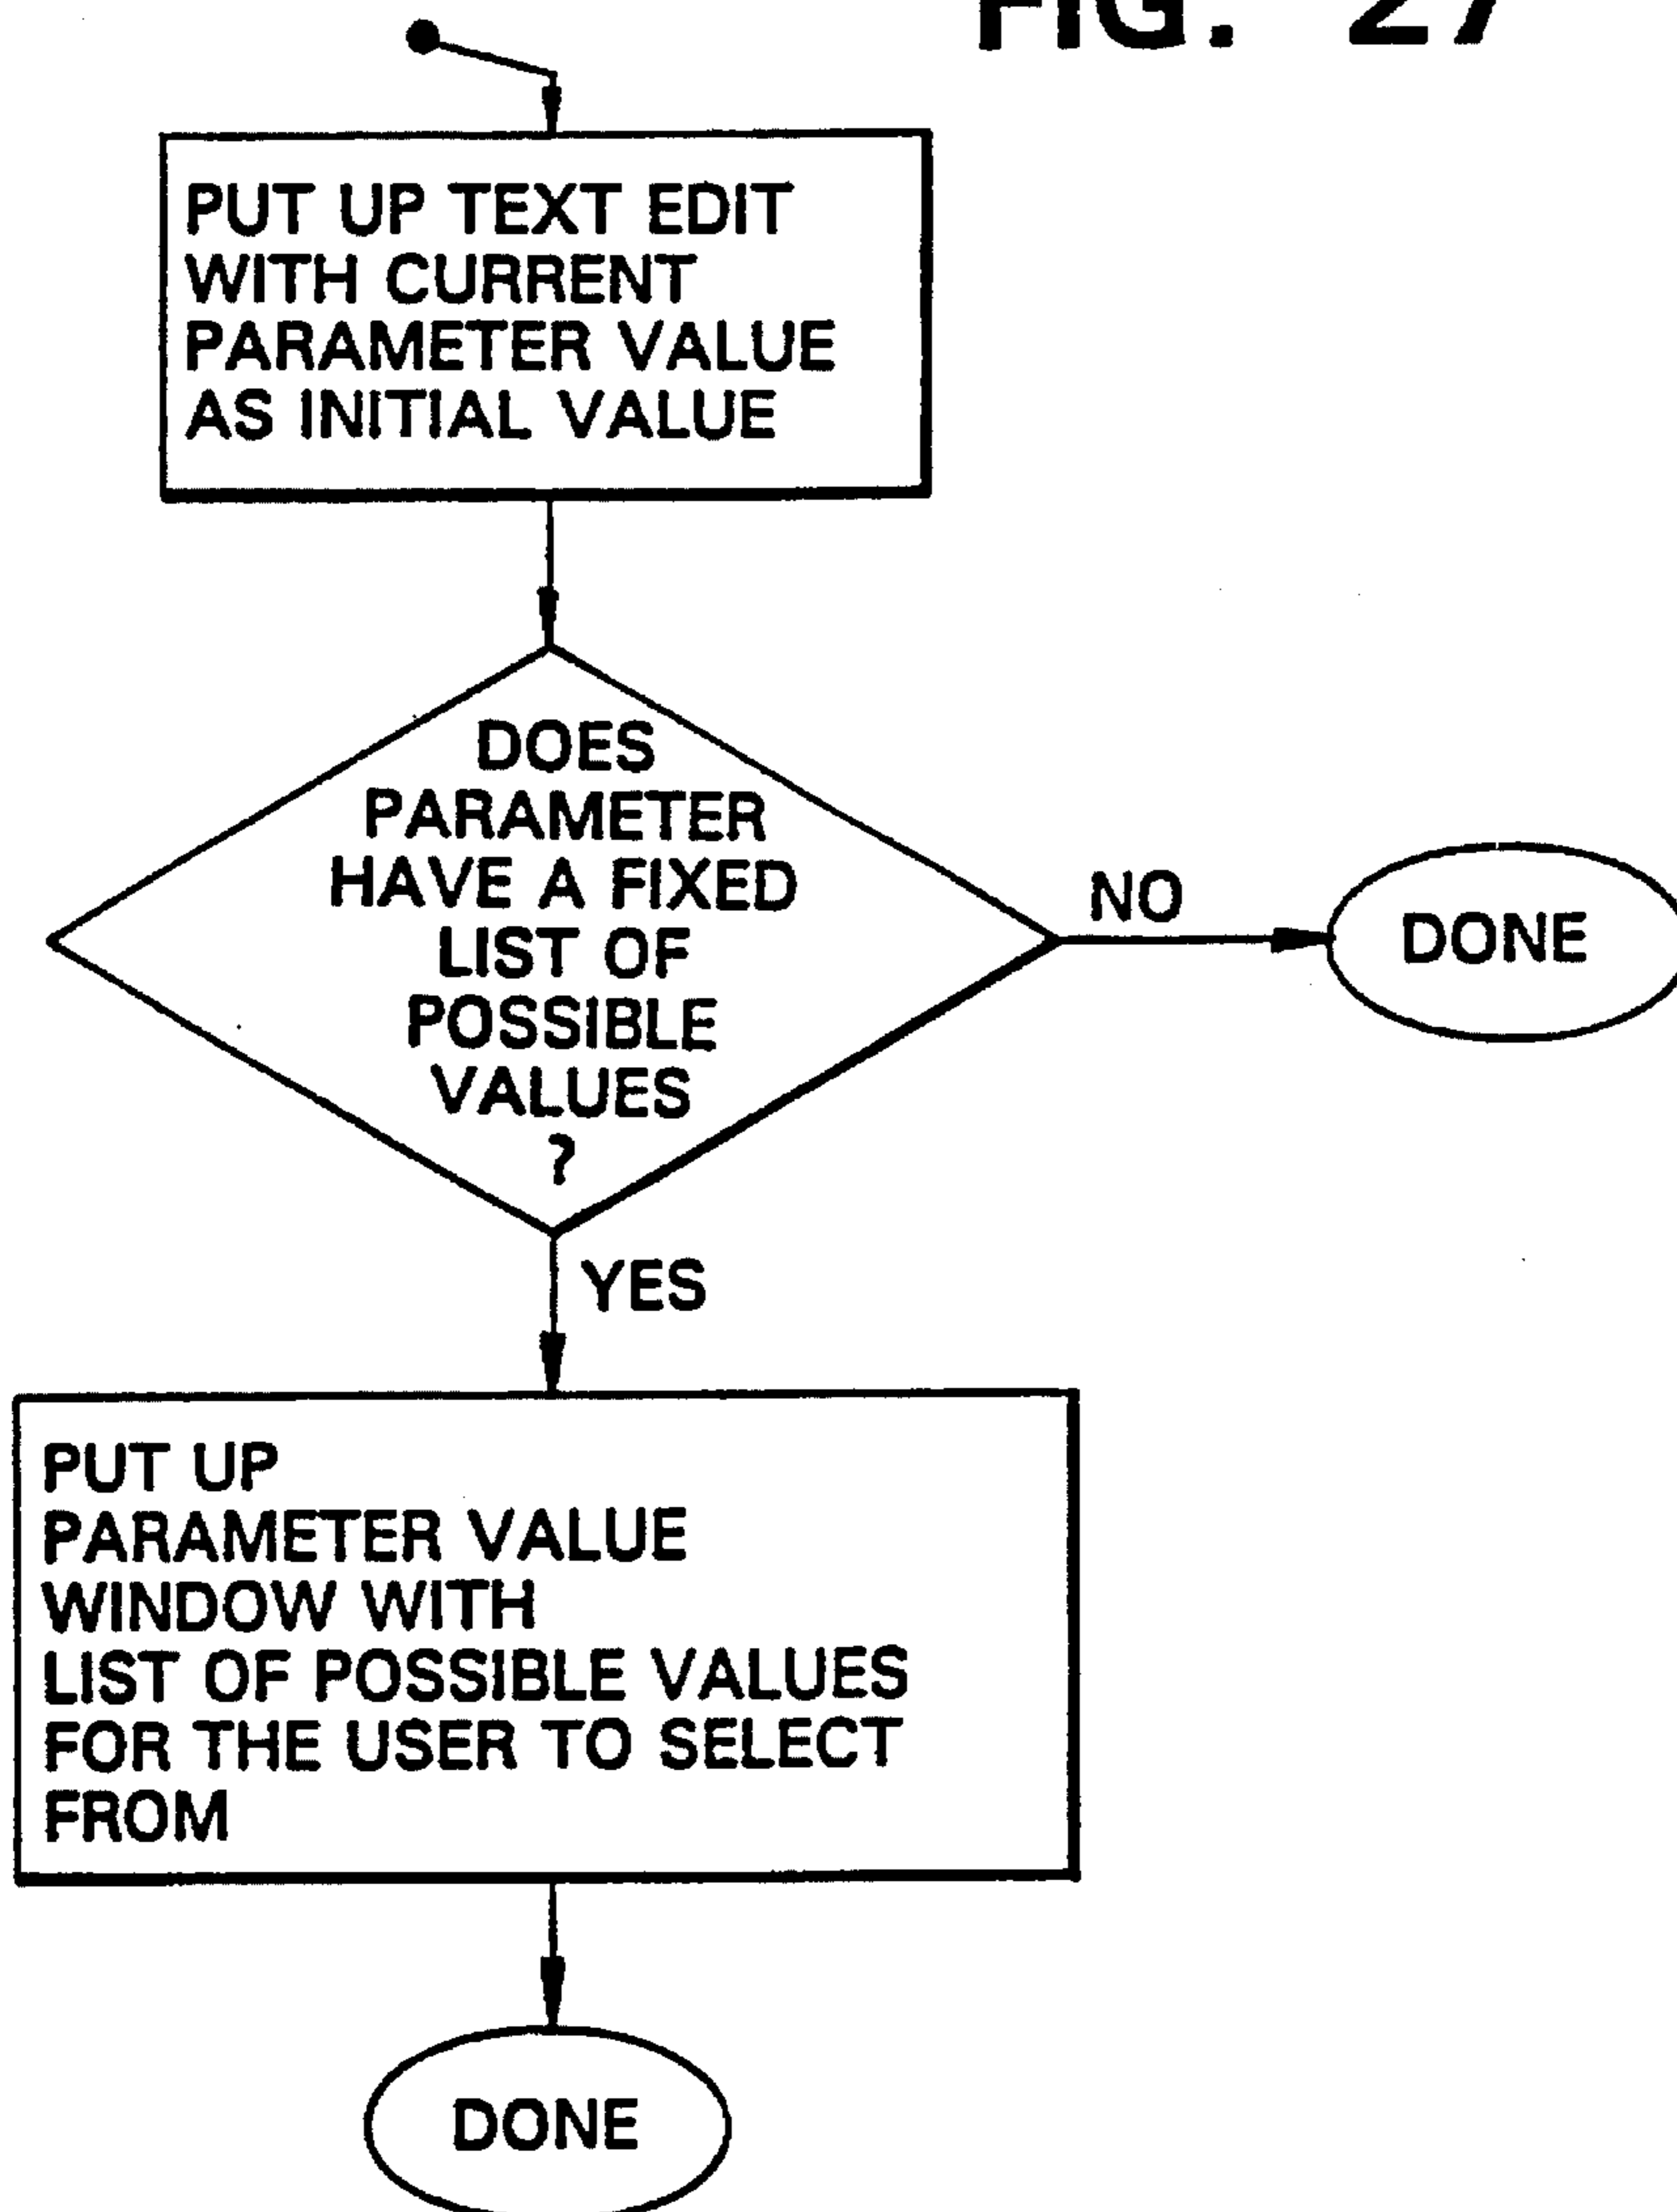 FIG. 27
PUT UP TEXT EDIT
WITH CURRENT
PARAMETER VALUE
AS INITIAL VALUE
DOES
PARAMETER
HAVE A FIXED
LIST OF
POSSIBLE
VALUES
?
NO
DONE
YES
PUT UP
PARAMETER VALUE
WINDOW WITH
LIST OF POSSIBLE VALUES
FOR THE USER TO SELECT
FROM
DONE